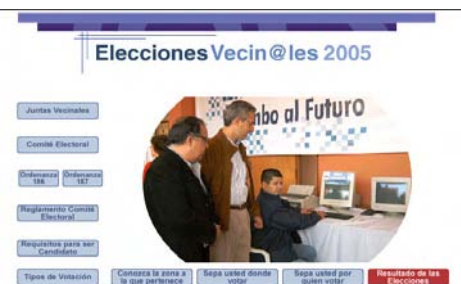 Elecciones Vecin@les 2005
mbo al Futuro
Juntas Vecinales
Comité Electoral
Ordenanza
186
Ordenanza
187
Reglamento Comité
Electoral
Requisitos para ser
Candidato
Tipos de Votación
Conozca la zona a
la que pertenece
Sepa usted donde
votar
Sepa usted por
quien votar
Resultado de las
Elecciones